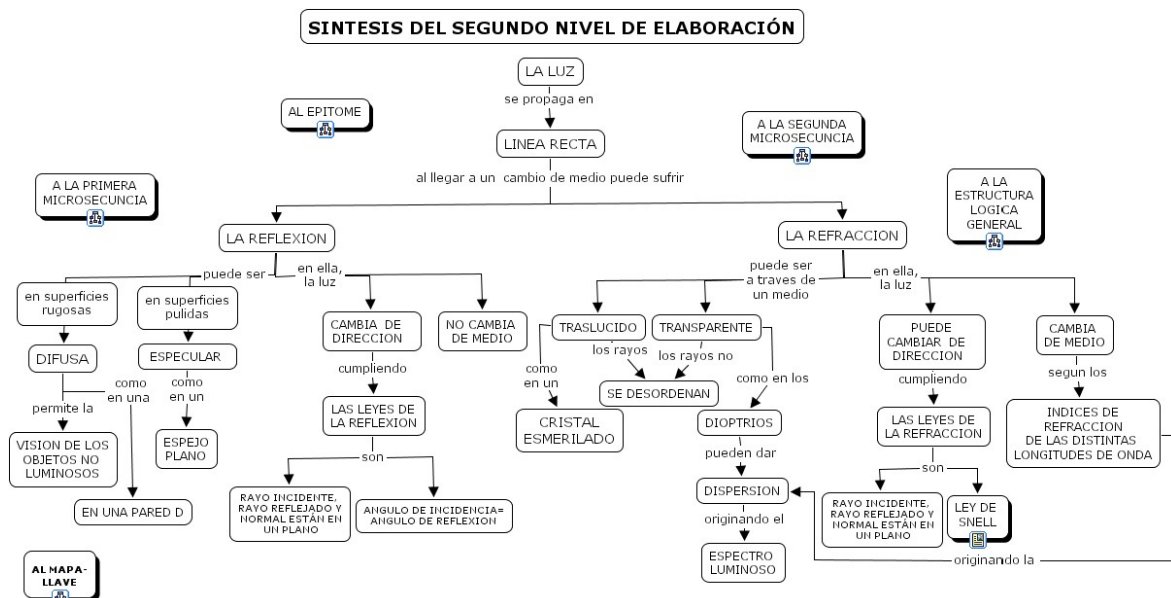 SINTESIS DEL SEGUNDO NIVEL DE ELABORACIÓN
LA LUZ
se propaga en
AL EPITOME
LINEA RECTA
A LA SEGUNDA
MICROSECUNCIA
al llegar a un cambio de medio puede sufrir
A LA PRIMERA
MICROSECUNCIA
A LA
ESTRUCTURA
LOGICA
GENERAL
LA REFLEXION
LA REFRACCION
puede ser
en ella,
la luz
puede ser
a traves de
un medio
en ella,
la luz
en superficies
rugosas
en superficies
pulidas
CAMBIA DE
DIRECCION
NO CAMBIA
DE MEDIO
TRASLUCIDO
TRANSPARENTE
PUEDE
CAMBIAR DE
DIRECCION
CAMBIA
DE MEDIO
DIFUSA
ESPECULAR
cumpliendo
los rayos
los rayos no
cumpliendo
segun los
como
en una
como
en un
como
en un
SE DESORDENAN
como en los
permite la
LAS LEYES DE
LA REFLEXION
CRISTAL
ESMERILADO
DIOPTRIOS
LAS LEYES DE
LA REFRACCION
INDICES DE
REFRACCION
DE LAS DISTINTAS
LONGITUDES DE ONDA
VISION DE LOS
OBJETOS NO
LUMINOSOS
ESPEJO
PLANO
son
pueden dar
son
EN UNA PARED D
RAYO INCIDENTE,
RAYO REFLEJADO Y
NORMAL ESTÁN EN
UN PLANO
ANGULO DE INCIDENCIA=
ANGULO DE REFLEXION
DISPERSION
RAYO INCIDENTE,
RAYO REFLEJADO Y
NORMAL ESTÁN EN
UN PLANO
LEY DE
SNELL
originando el
ESPECTRO
LUMINOSO
originando la
AL MAPA-
LLAVE